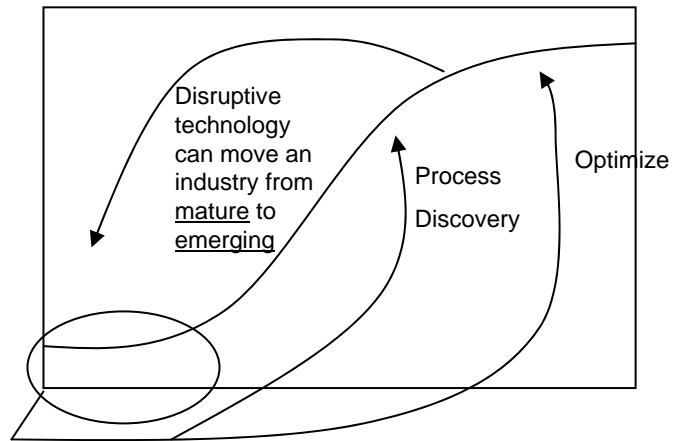 Disruptive
technology
can move an
industry from
mature to
emerging
Process
Discovery
Optimize